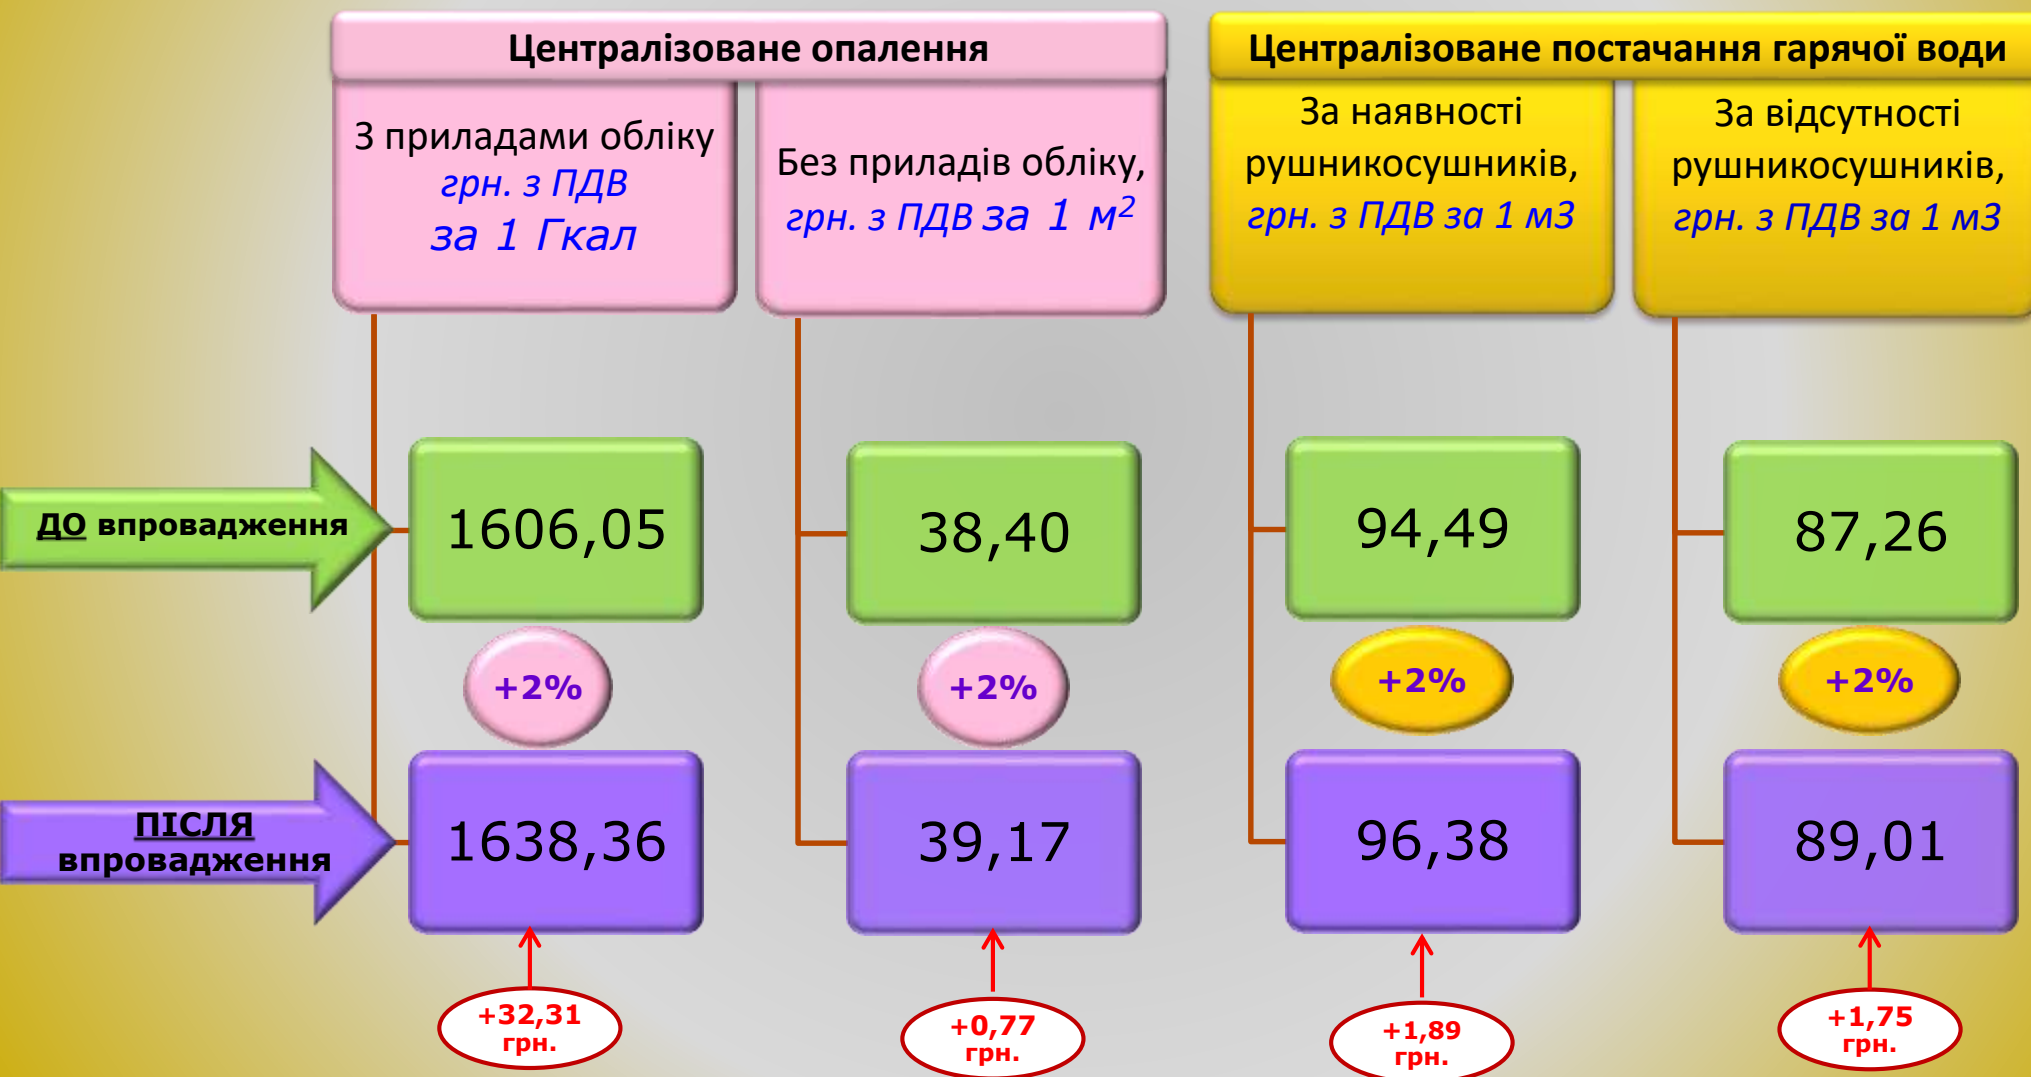 Централізоване опалення
Централізоване постачання гарячої води
З приладами обліку
грн. з ПДВ
за 1 Гкал
Без приладів обліку,
грн. з ПДВ за 1 м²
За наявності
рушникосушників,
грн. з ПДВ за 1 м3
За відсутності
рушникосушників,
грн. з ПДВ за 1 м3
ДО впровадження
1606,05
38,40
94,49
87,26
+2%
+2%
+2%
+2%
ПІСЛЯ
впровадження
1638,36
39,17
96,38
89,01
+32,31
грн.
+0,77
грн.
+1,89
грн.
+1,75
грн.